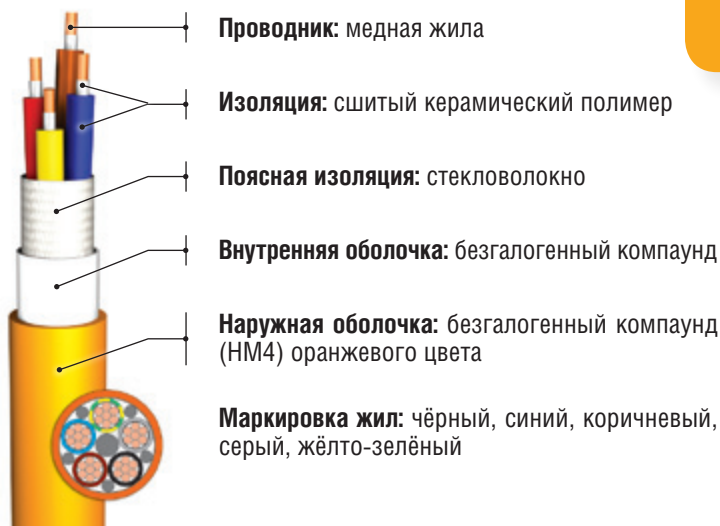 Проводник: медная жила
Изоляция: сшитый керамический полимер
Поясная изоляция: стекловолокно
Внутренняя оболочка: безгалогенный компаунд
Наружная оболочка: безгалогенный компаунд
(HM4) оранжевого цвета
Маркировка жил: чёрный, синий, коричневый,
серый, жёлто-зелёный